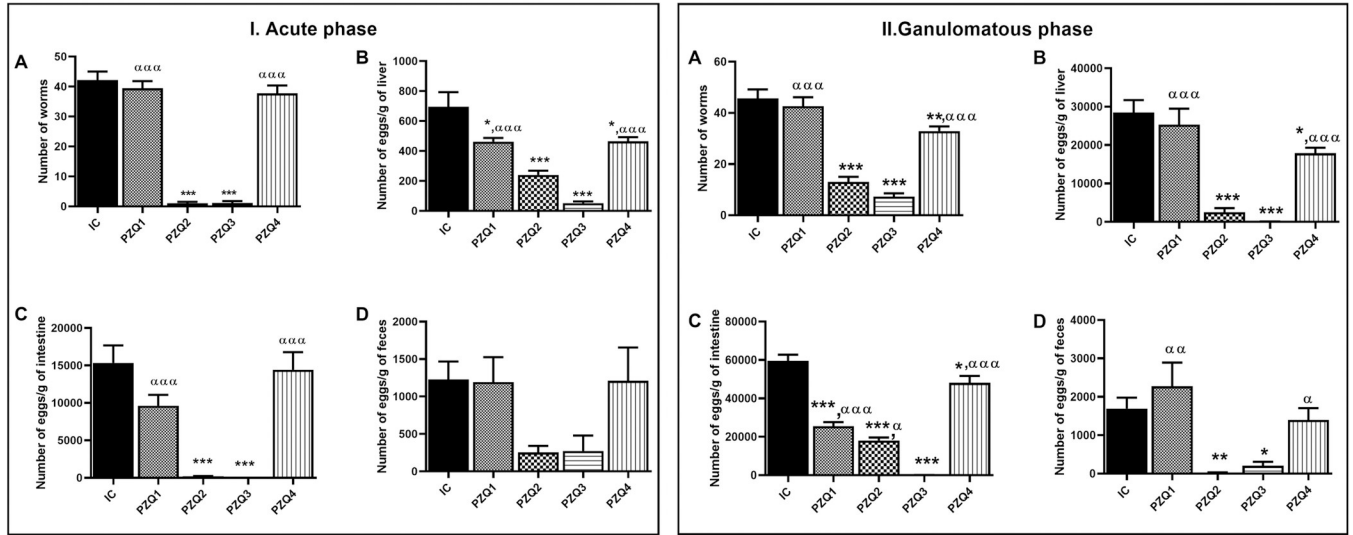 I. Acute phase
A
Number of worms
50
40
30
20
10
0
ααα
***
***
ααα
IC
PZQ1
PZQ2
PZQ3
PZQ4
B
Number of eggs/g of liver
1000
800
600
400
200
0
*,ααα
***
***
*,ααα
IC
PZQ1
PZQ2
PZQ3
PZQ4
C
Number of eggs/g of intestine
20000
15000
10000
5000
0
ααα
***
***
ααα
IC
PZQ1
PZQ2
PZQ3
PZQ4
D
Number of eggs/g of feces
2000
1500
1000
500
0
IC
PZQ1
PZQ2
PZQ3
PZQ4
II.Ganulomatous phase
A
Number of worms
60
40
20
0
ααα
***
***
**,ααα
IC
PZQ1
PZQ2
PZQ3
PZQ4
B
Number of eggs/g of liver
40000
30000
20000
10000
0
ααα
***
***
*,ααα
IC
PZQ1
PZQ2
PZQ3
PZQ4
C
Number of eggs/g of intestine
80000
60000
40000
20000
0
***,ααα
***,α
***
*,ααα
IC
PZQ1
PZQ2
PZQ3
PZQ4
D
Number of eggs/g of feces
4000
3000
2000
1000
0
αα
**
*
α
IC
PZQ1
PZQ2
PZQ3
PZQ4